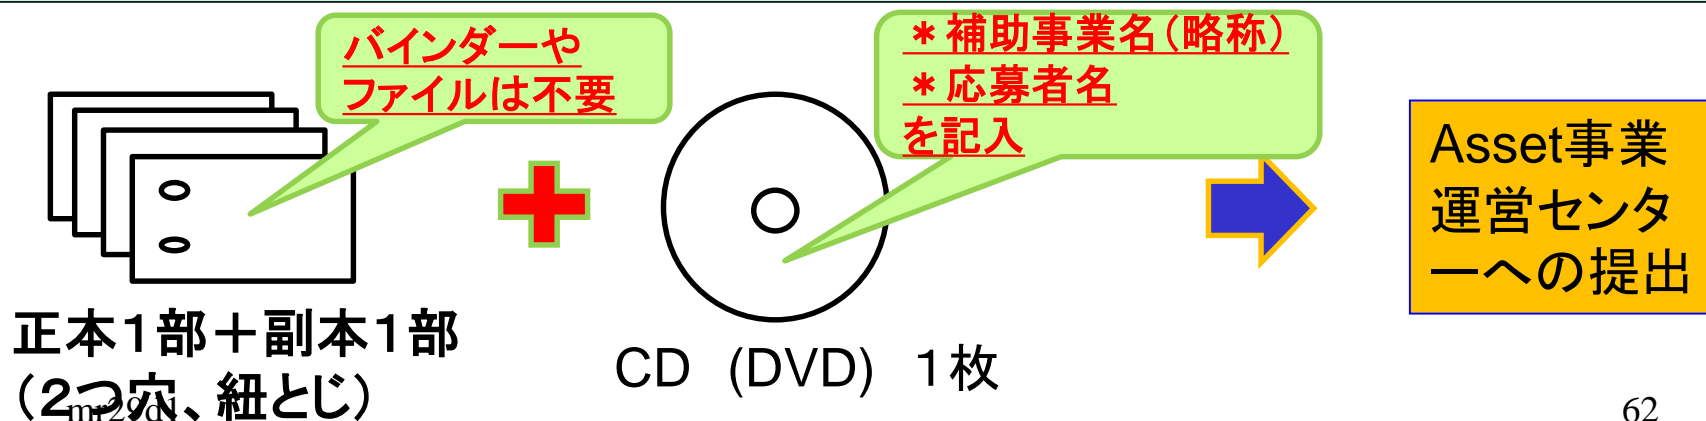 バインダーや
ファイルは不要
＊補助事業名（略称）
＊応募者名
を記入
Asset事業
運営センタ
ーへの提出
正本１部＋副本１部
（２つ穴、紐とじ）
CD （DVD） １枚
mr29d1
62